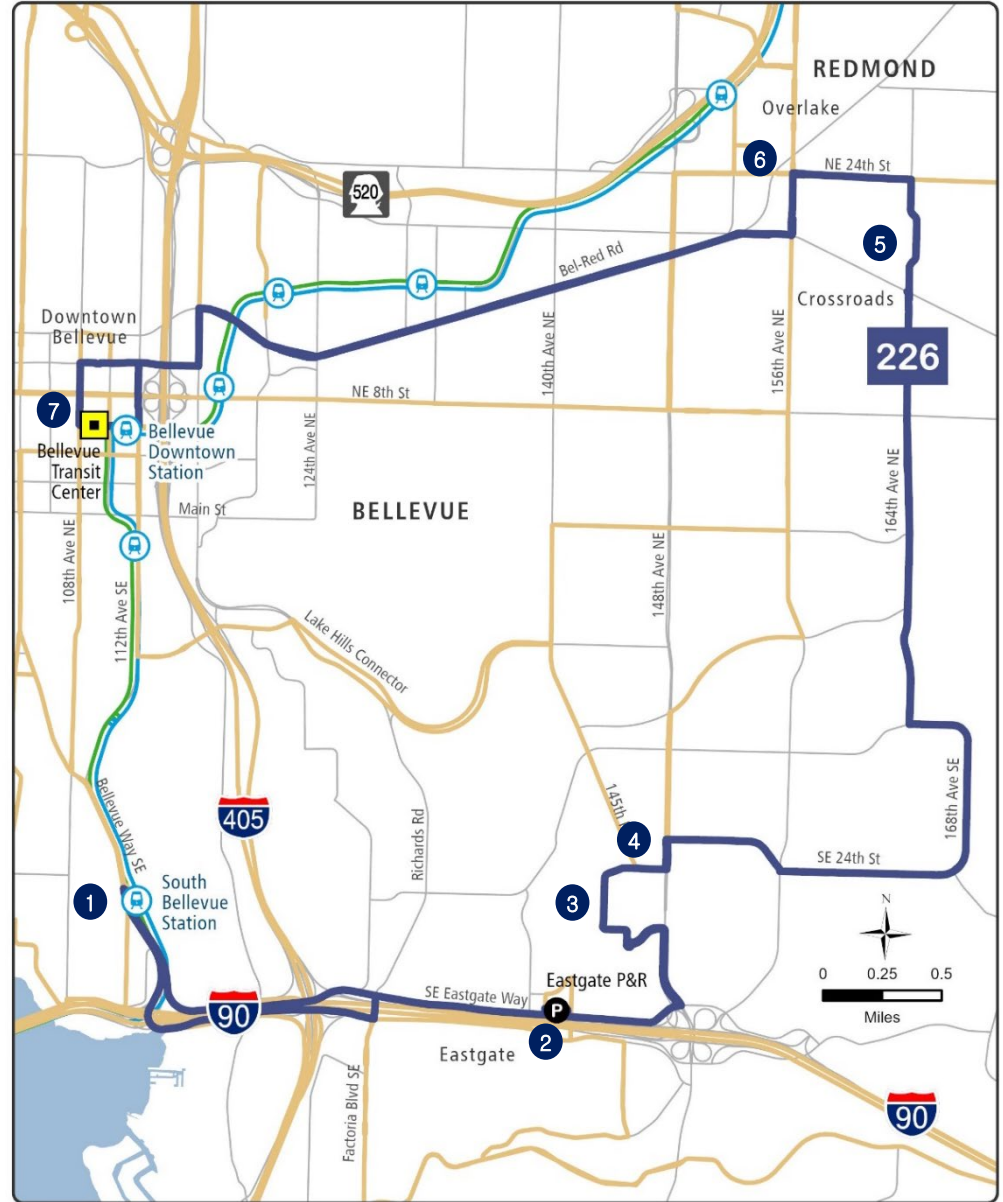 REDMOND
Overlake
6
NE 24th St
520
5
Bel-Red Rd
Crossroads
Downtown
Bellevue
226
140th Ave NE
156th Ave NE
NE 8th St
7
Bellevue
Transit
Center
Bellevue
Downtown
Station
124th Ave NE
164th Ave NE
Main St
BELLEVUE
108th Ave NE
112th Ave SE
148th Ave NE
Lake Hills Connector
Bellevue Way SE
405
Richards Rd
145th
4
168th Ave SE
SE 24th St
1
South
Bellevue
Station
3
N
0 0.25 0.5
Miles
Eastgate P&R
SE Eastgate Way
P
90
2
Eastgate
Factoria Blvd SE
90